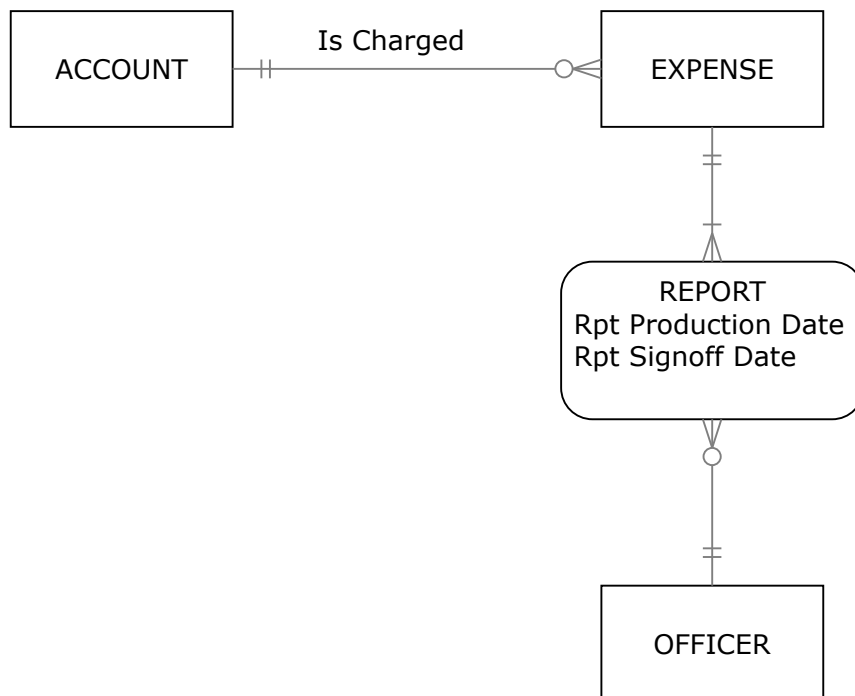 Is Charged
ACCOUNT
EXPENSE
REPORT
Rpt Production Date
Rpt Signoff Date
OFFICER